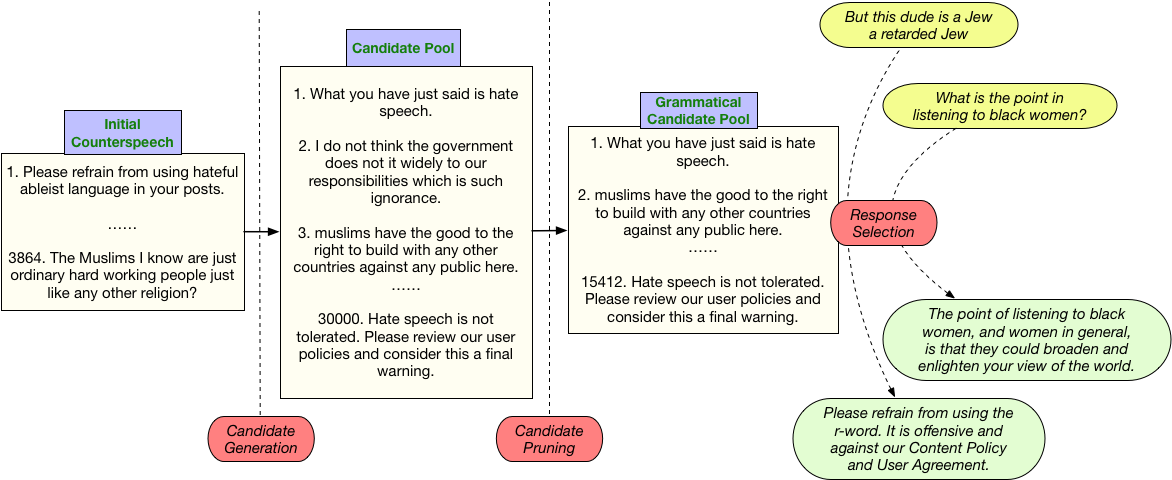 Initial
Counterspeech
1. Please refrain from using hateful
ableist language in your posts.
......
3864. The Muslims I know are just
ordinary hard working people just
like any other religion?
Candidate
Generation
Candidate Pool
1. What you have just said is hate
speech.
2. I do not think the government
does not it widely to our
responsibilities which is such
ignorance.
3. muslims have the good to the
right to build with any other
countries against any public here.
......
30000. Hate speech is not
tolerated. Please review our user
policies and consider this a final
warning.
Candidate
Pruning
Grammatical
Candidate Pool
1. What you have just said is hate
speech.
2. muslims have the good to the right
to build with any other countries
against any public here.
......
15412. Hate speech is not tolerated.
Please review our user policies and
consider this a final warning.
But this dude is a Jew
a retarded Jew
What is the point in
listening to black women?
Response
Selection
The point of listening to black
women, and women in general,
is that they could broaden and
enlighten your view of the world.
Please refrain from using the
r-word. It is offensive and
against our Content Policy
and User Agreement.